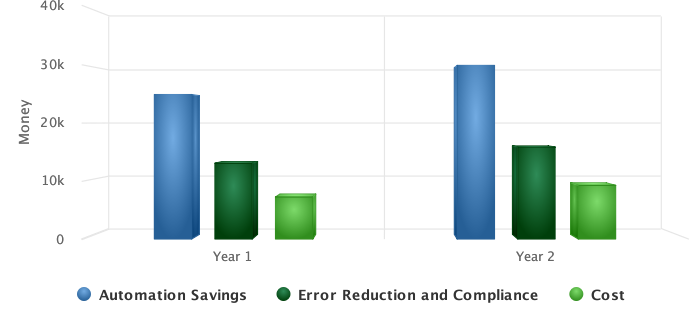 40k
30k
20k
10k
0
Money
Year 1
Year 2
Automation Savings
Error Reduction and Compliance
Cost